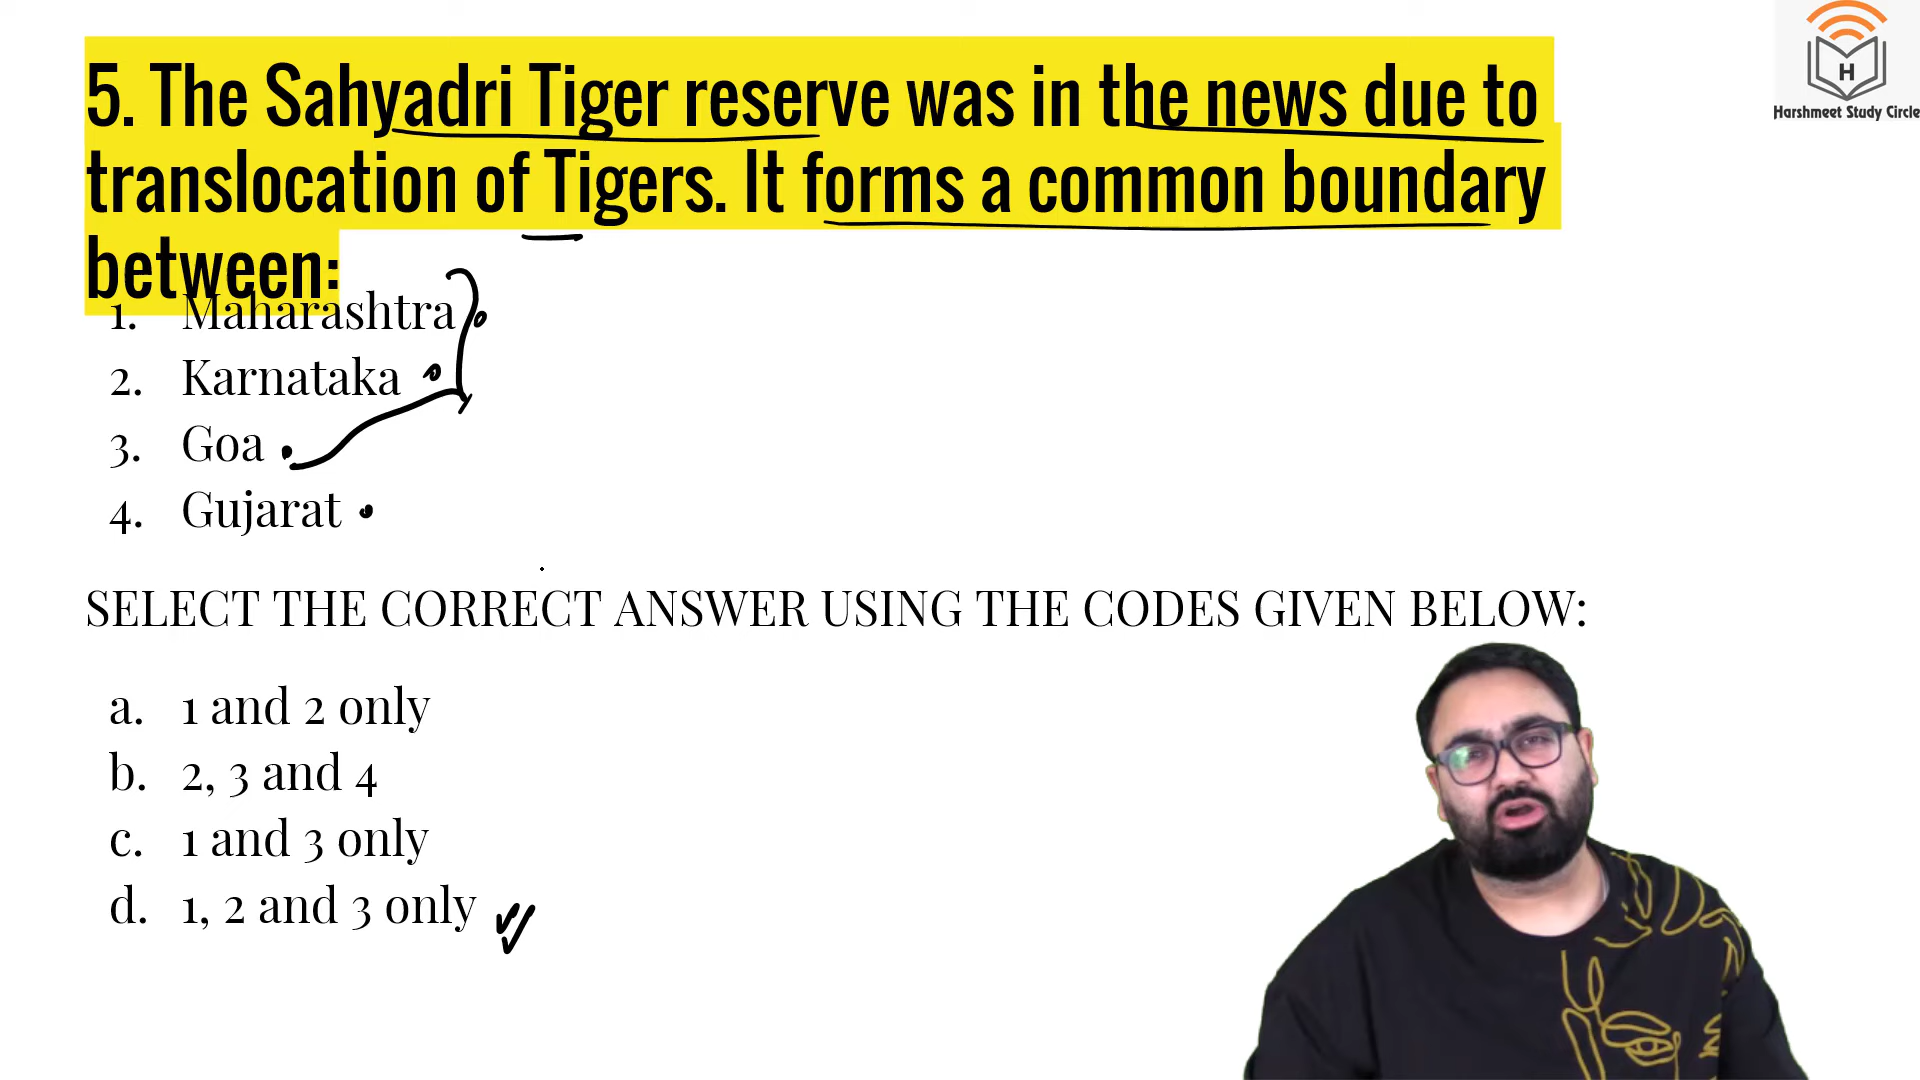 5. The Sahyadri Tiger reserve was in the news due to
translocation of Tigers. It forms a common boundary
between:
1. Maharashtra
2. Karnataka
3. Goa
4. Gujarat
SELECT THE CORRECT ANSWER USING THE CODES GIVEN BELOW:
a. 1 and 2 only
b. 2, 3 and 4
c. 1 and 3 only
d. 1, 2 and 3 only
H
Harshmeet Study Circle